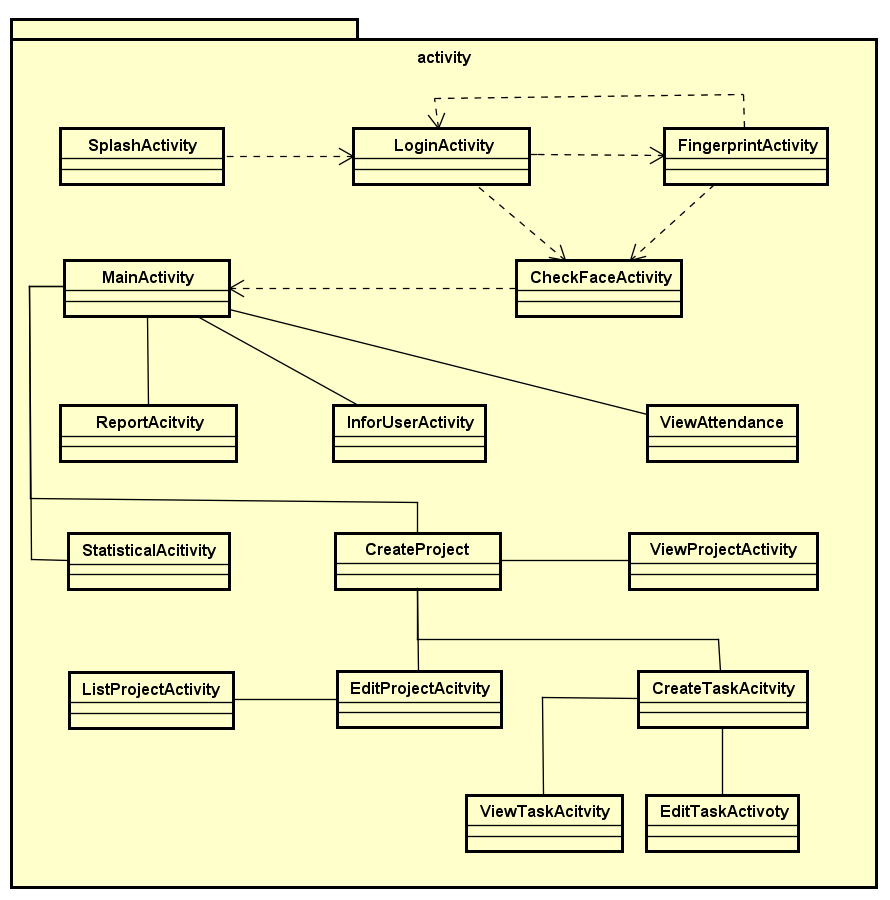 activity
SplashActivity
LoginActivity
FingerprintActivity
MainActivity
CheckFaceActivity
ReportAcitvity
InforUserActivity
ViewAttendance
StatisticalAcitivity
CreateProject
ViewProjectActivity
ListProjectActivity
EditProjectAcitvity
CreateTaskAcitvity
ViewTaskAcitvity
EditTaskActivoty